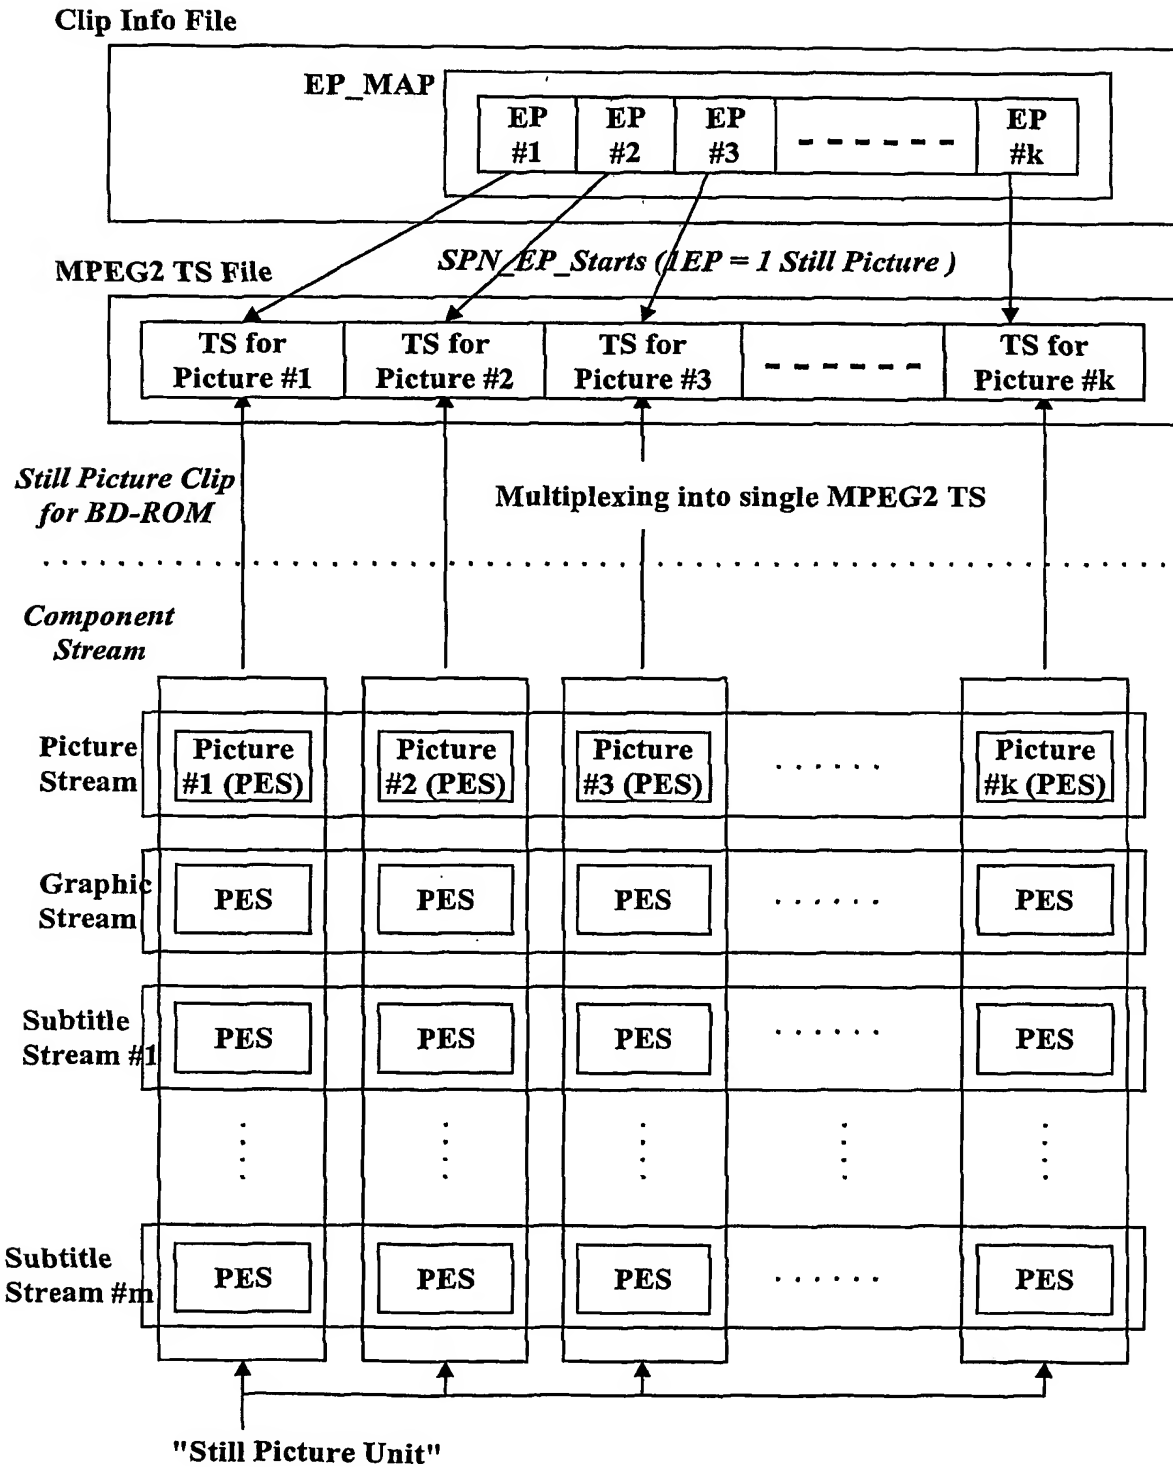 Clip Info File
EP_MAP
EP #1
EP #2
EP #3
EP #k
SPN_EP_Starts (1EP = 1 Still Picture )
MPEG2 TS File
TS for Picture #1
TS for Picture #2
TS for Picture #3
TS for Picture #k
Still Picture Clip
for BD-ROM
Multiplexing into single MPEG2 TS
Component
Stream
Picture
Stream
Picture #1 (PES)
Picture #2 (PES)
Picture #3 (PES)
Picture #k (PES)
Graphic
Stream
PES
PES
PES
PES
Subtitle
Stream #1
PES
PES
PES
PES
Subtitle
Stream #m
PES
PES
PES
PES
"Still Picture Unit"